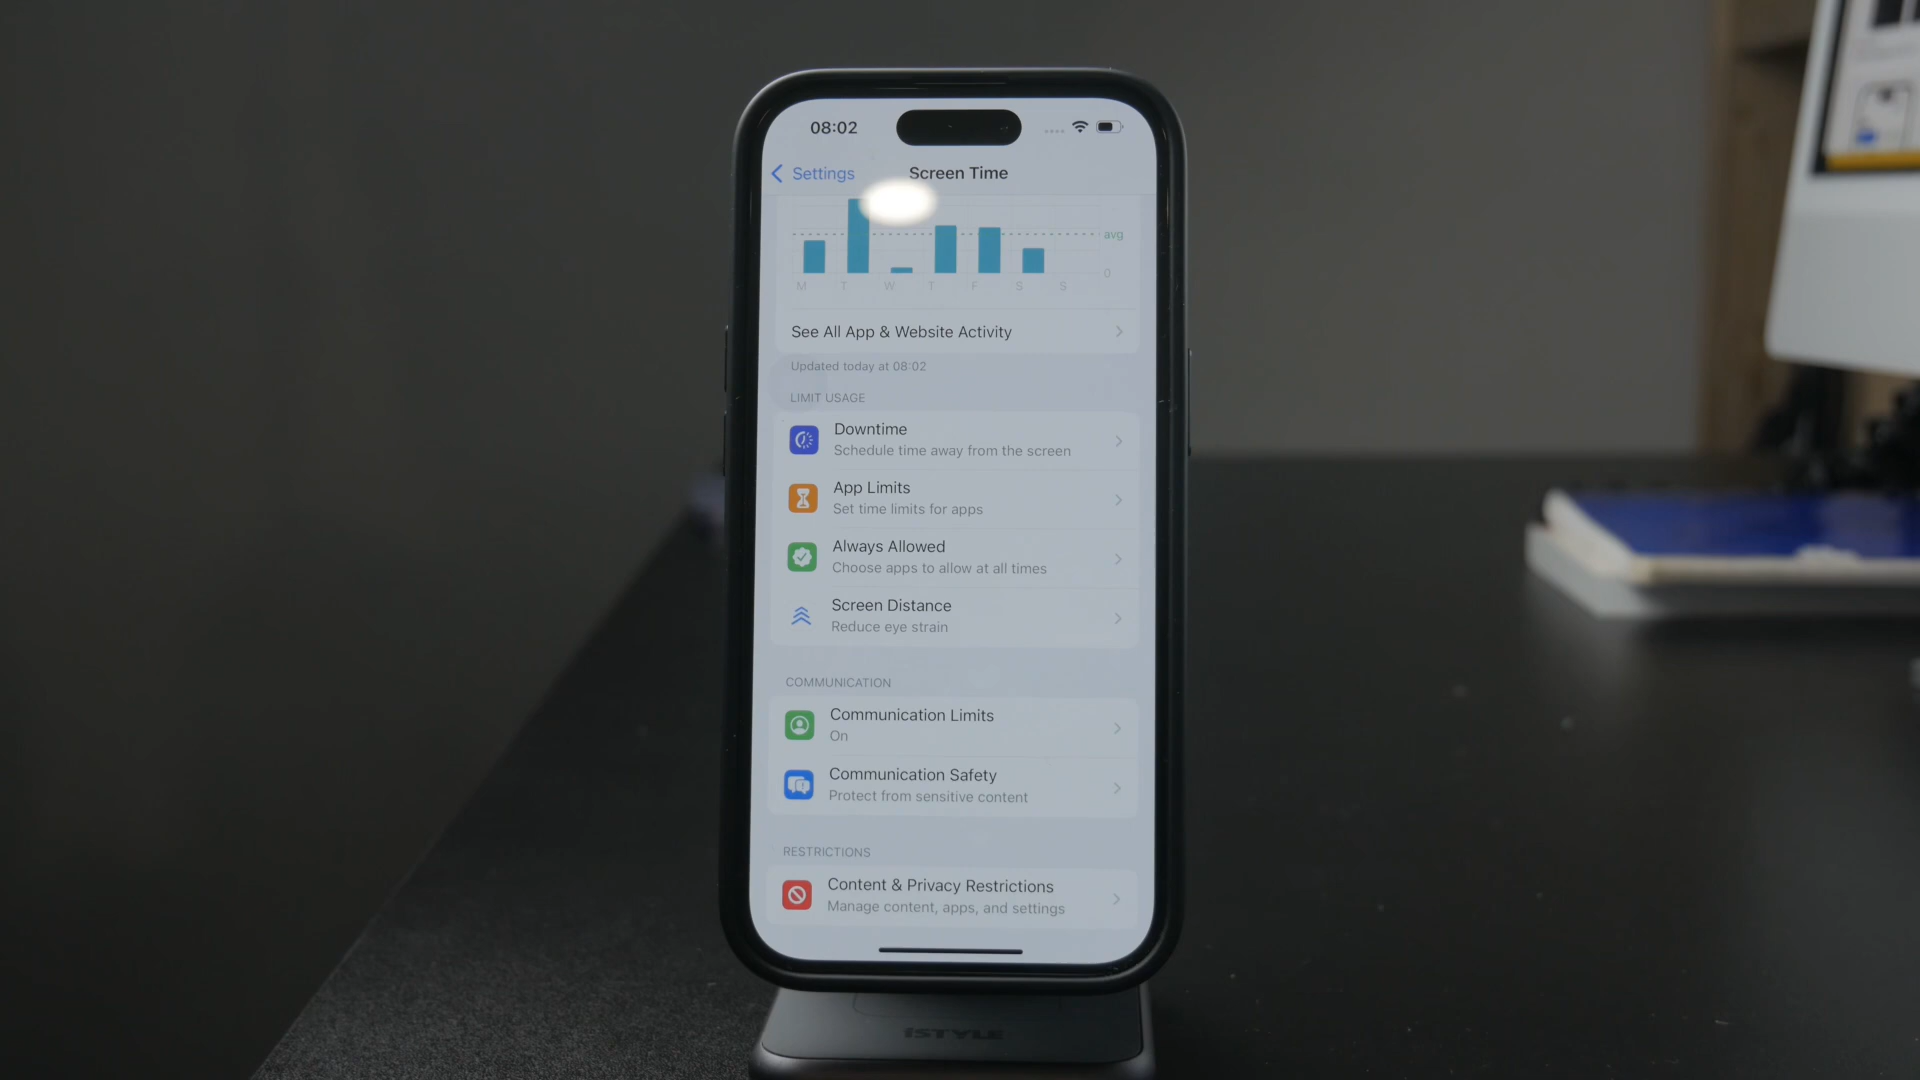 08:02
Settings
Screen Time
avg
0
M T W T F S S
See All App & Website Activity
Updated today at 08:02
LIMIT USAGE
Downtime
Schedule time away from the screen
App Limits
Set time limits for apps
Always Allowed
Choose apps to allow at all times
Screen Distance
Reduce eye strain
COMMUNICATION
Communication Limits
On
Communication Safety
Protect from sensitive content
RESTRICTIONS
Content & Privacy Restrictions
Manage content, apps, and settings
iSTYLE